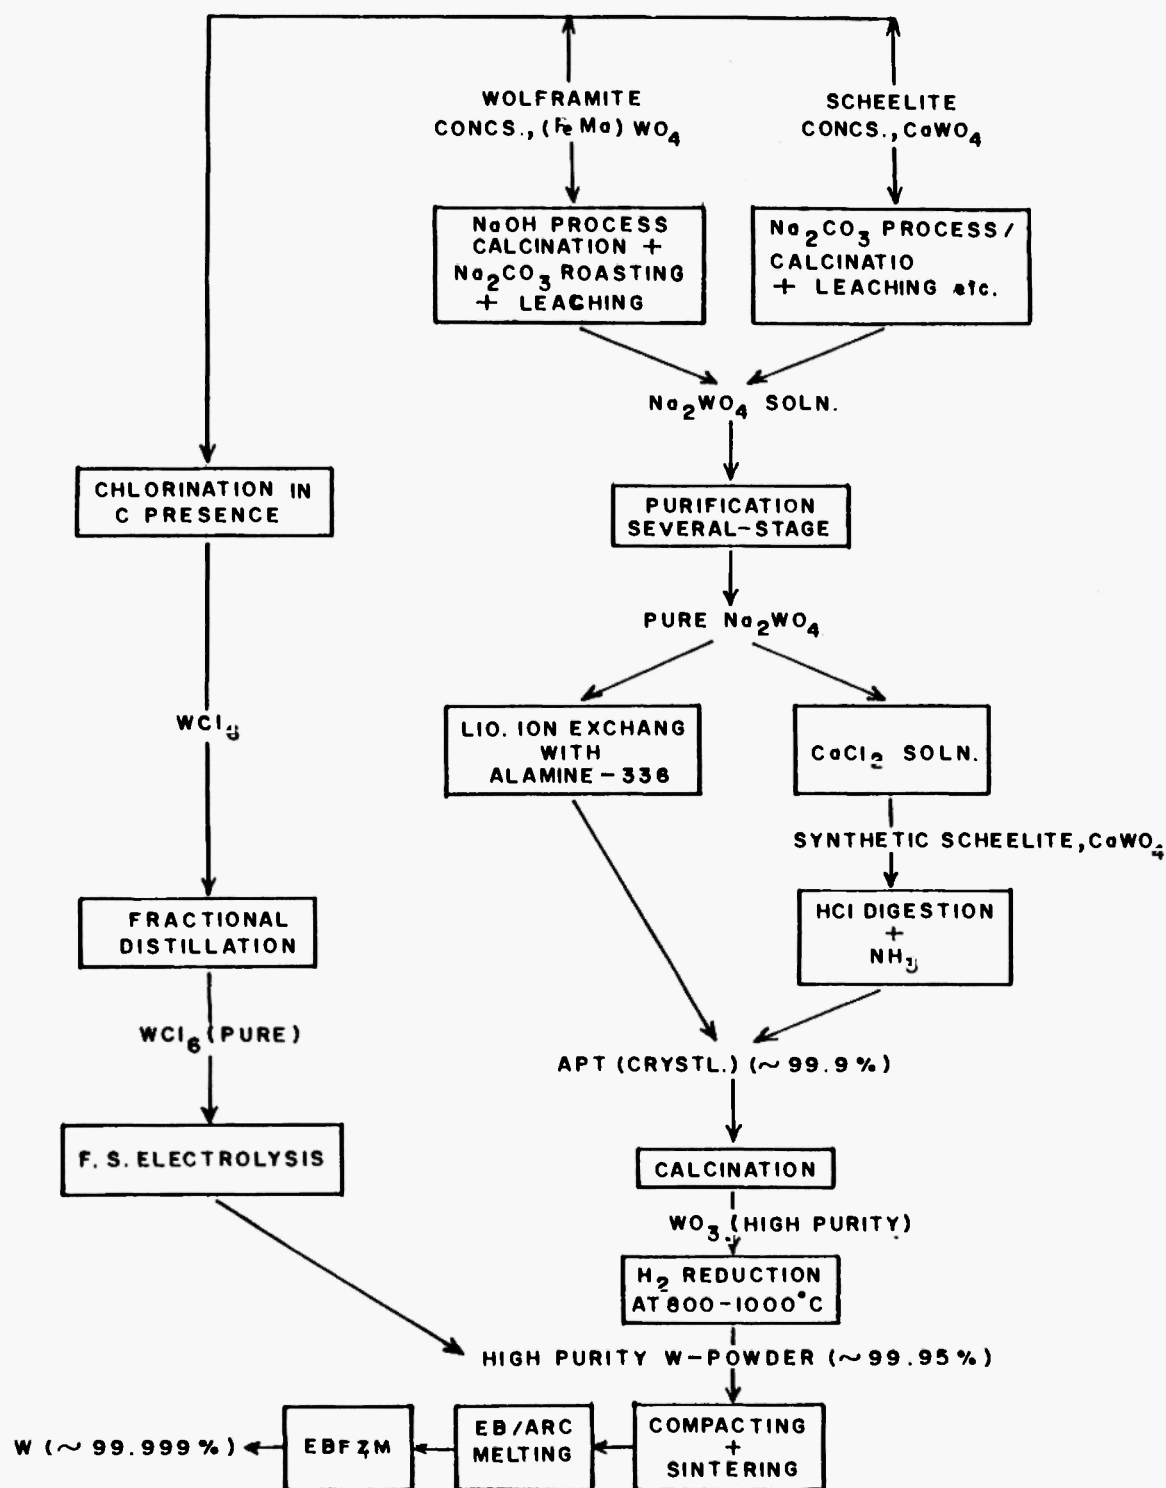 WOLFRAMITE
CONCS.,(FeMa) WO4
SCHEELITE
CONCS.,CaWO4
NaOH PROCESS
CALCINATION +
Na2CO3 ROASTING
+ LEACHING
Na2CO3 PROCESS/
CALCINATIO
+ LEACHING etc.
Na2WO4 SOLN.
CHLORINATION IN
C PRESENCE
PURIFICATION
SEVERAL-STAGE
PURE Na2WO4
WCl6
LIO. ION EXCHANG
WITH
ALAMINE-336
CaCl2 SOLN.
SYNTHETIC SCHEELITE,CaWO4
FRACTIONAL
DISTILLATION
HCl DIGESTION
+
NH3
WCl6 (PURE)
APT (CRYSTL.) (~99.9%)
F. S. ELECTROLYSIS
CALCINATION
WO3.(HIGH PURITY)
H2 REDUCTION
AT 800-1000°C
HIGH PURITY W-POWDER (~99.95%)
COMPACTING
+
SINTERING
EB/ARC
MELTING
EBFZM
W (~99.999%)